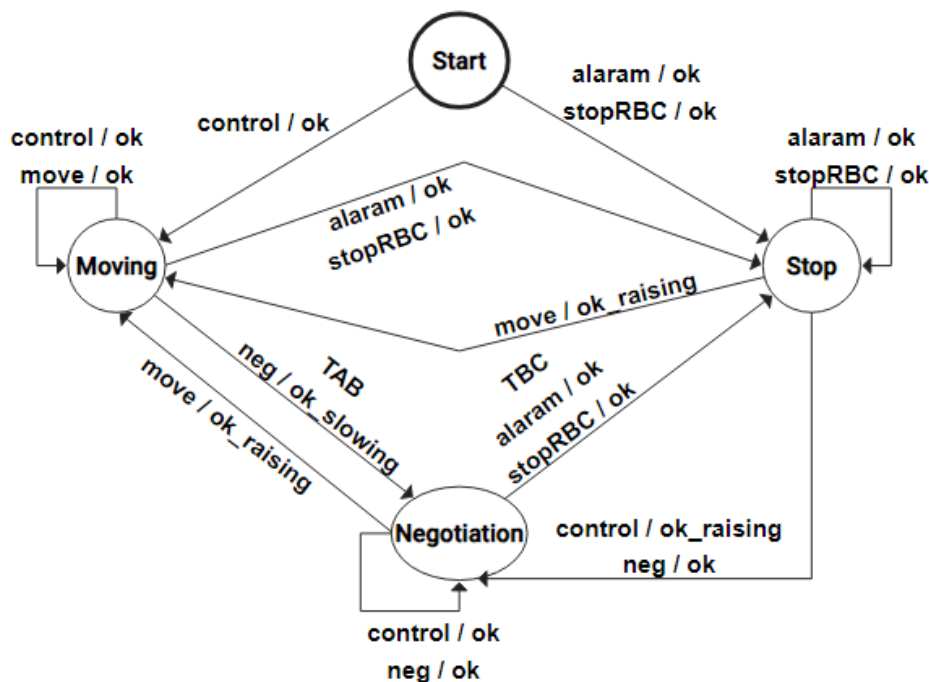 Start
alaram / ok
stopRBC / ok
control / ok
control / ok
move / ok
alaram / ok
stopRBC / ok
alaram / ok
stopRBC / ok
Moving
Stop
move / ok_raising
TAB
neg / ok_slowing
move / ok_raising
TBC
alaram / ok
stopRBC / ok
Negotiation
control / ok_raising
neg / ok
control / ok
neg / ok